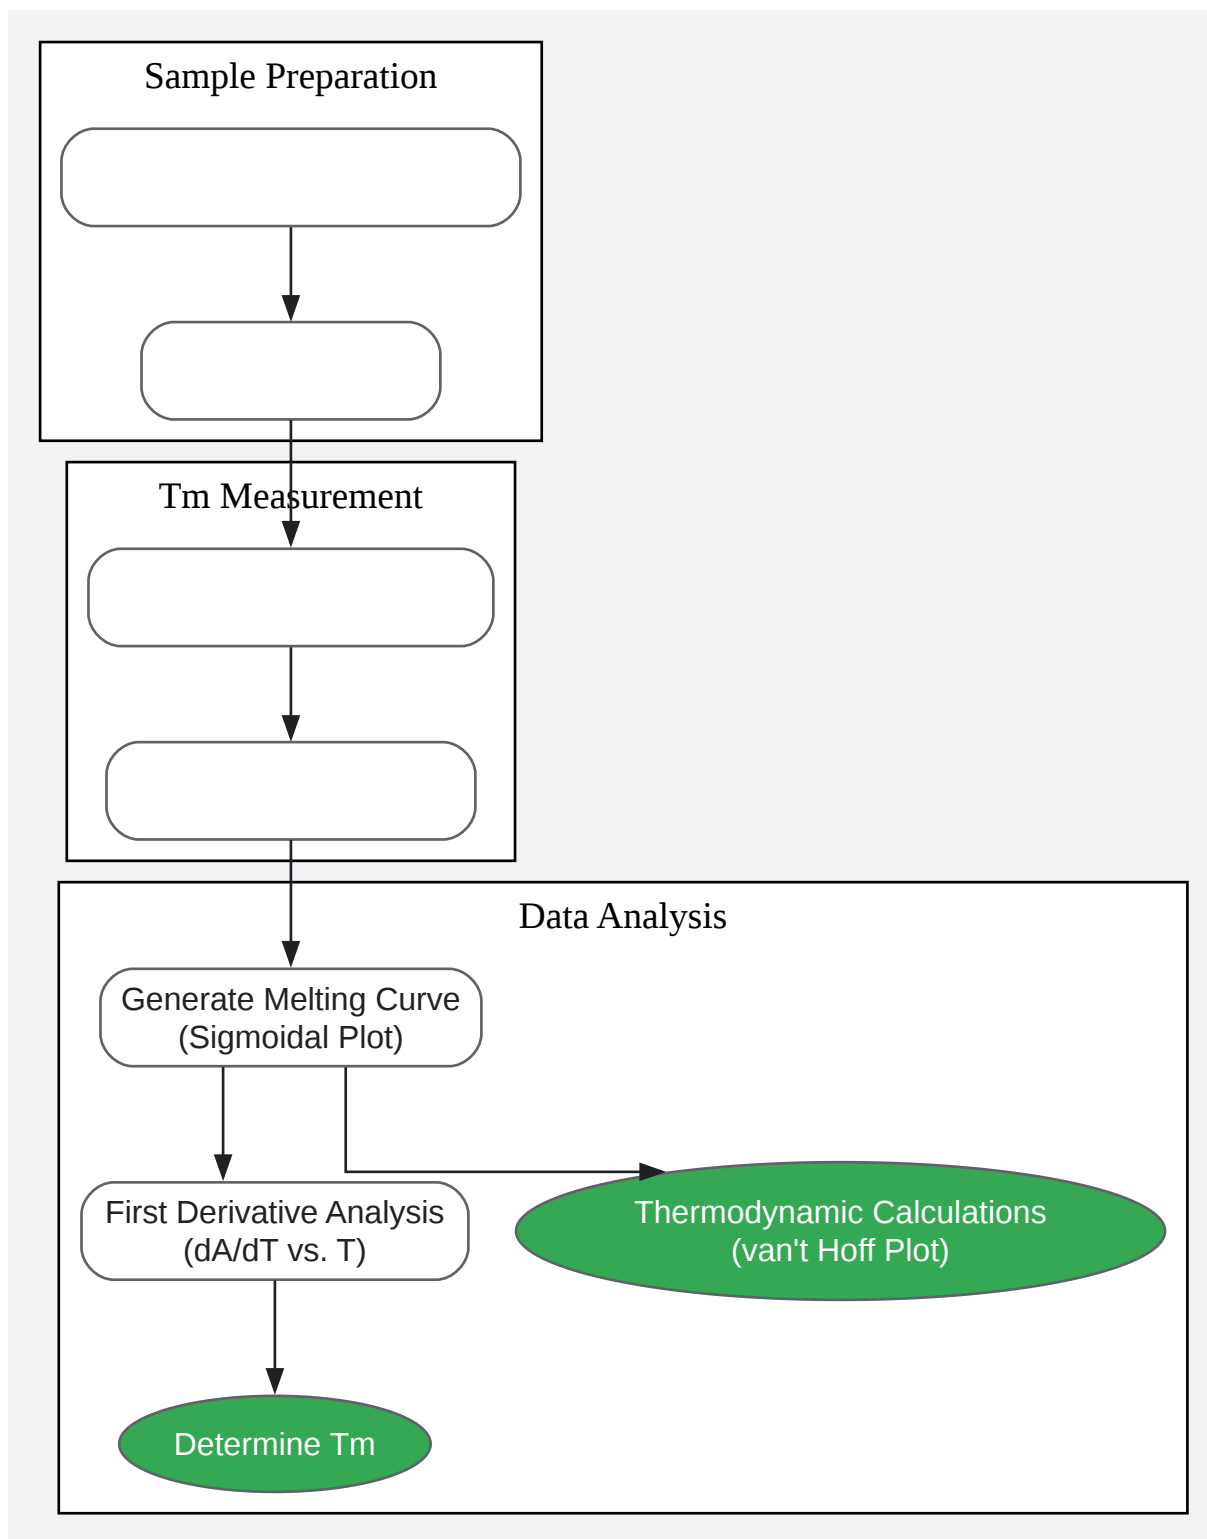 Sample Preparation
Tm Measurement
Data Analysis
Generate Melting Curve
(Sigmoidal Plot)
First Derivative Analysis
(dA/dT vs. T)
Thermodynamic Calculations
(van't Hoff Plot)
Determine Tm